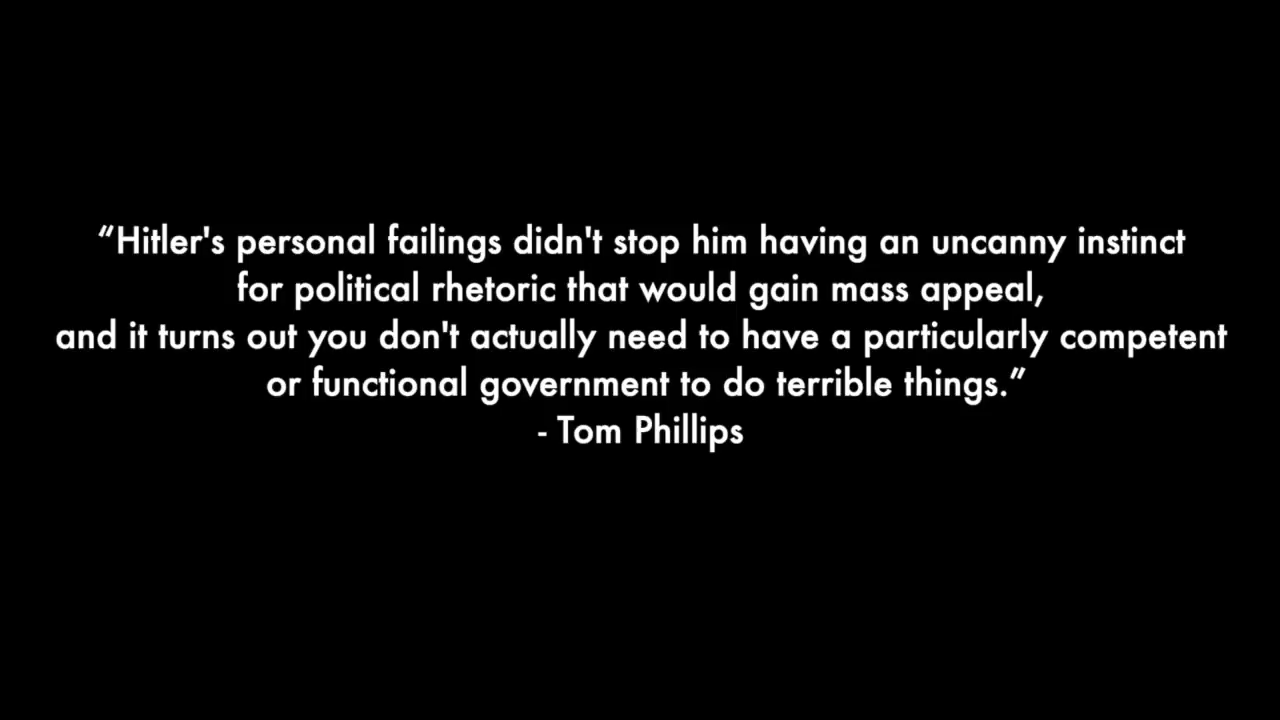 “Hitler's personal failings didn't stop him having an uncanny instinct
for political rhetoric that would gain mass appeal,
and it turns out you don't actually need to have a particularly competent
or functional government to do terrible things.”
- Tom Phillips